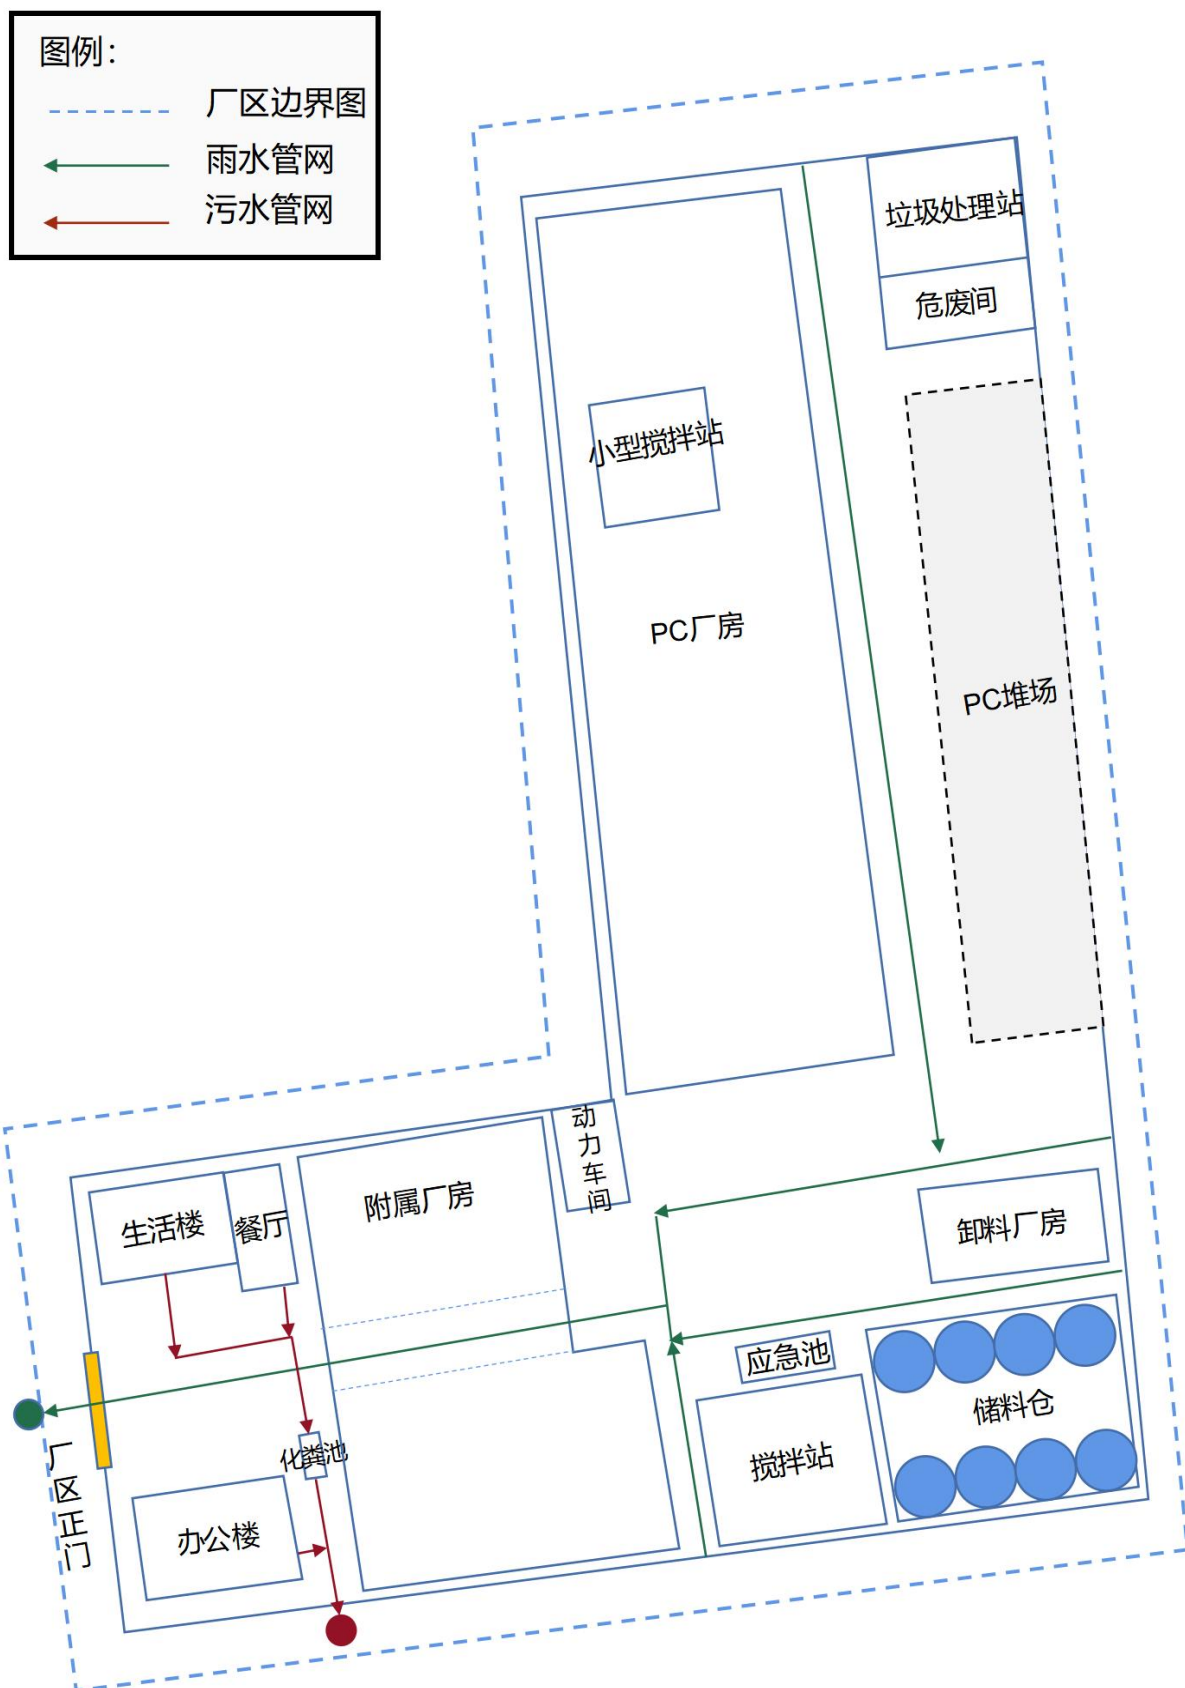 图例：
厂区边界图
雨水管网
污水管网
垃圾处理站
危废间
小型搅拌站
PC厂房
PC堆场
动力车间
附属厂房
生活楼
餐厅
卸料厂房
应急池
储料仓
搅拌站
化粪池
办公楼
厂区正门